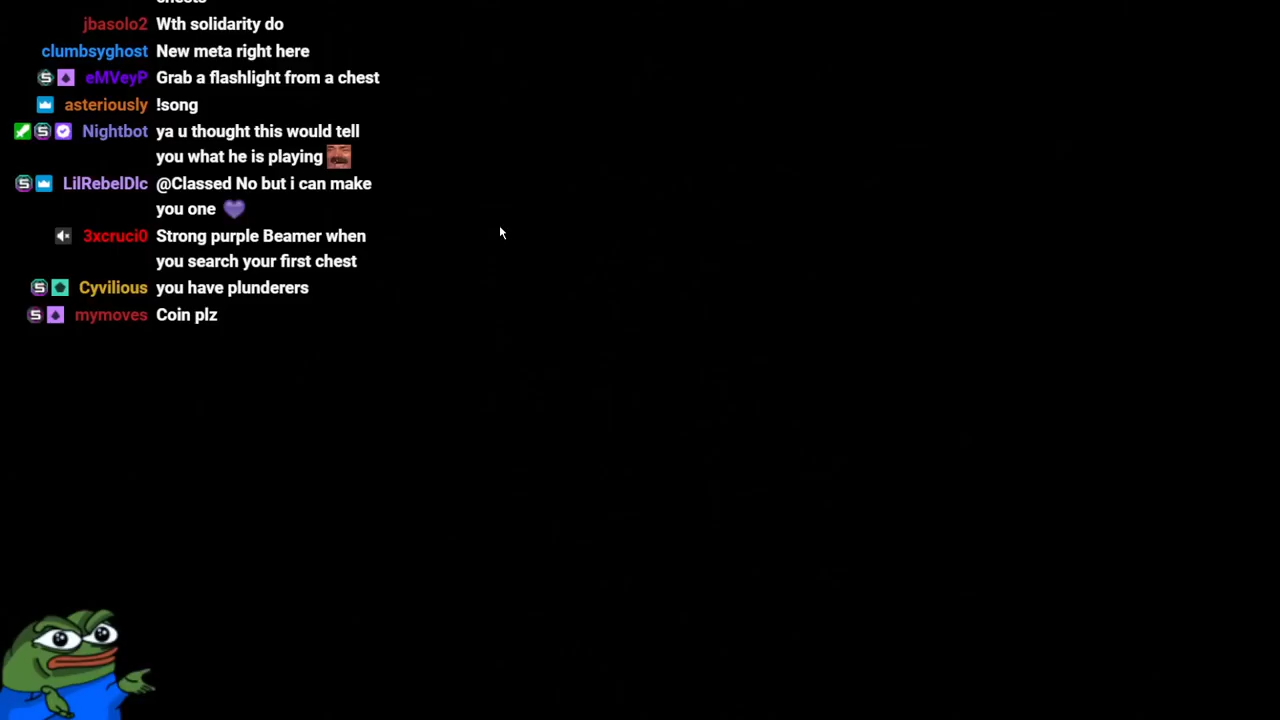 chests
jbasolo2 Wth solidarity do
clumbsyghost New meta right here
eMVeyP Grab a flashlight from a chest
asteriously !song
Nightbot ya u thought this would tell
you what he is playing
LilRebelDlc @Classed No but i can make
you one
3xcruci0 Strong purple Beamer when
you search your first chest
Cyvilious you have plunderers
mymoves Coin plz